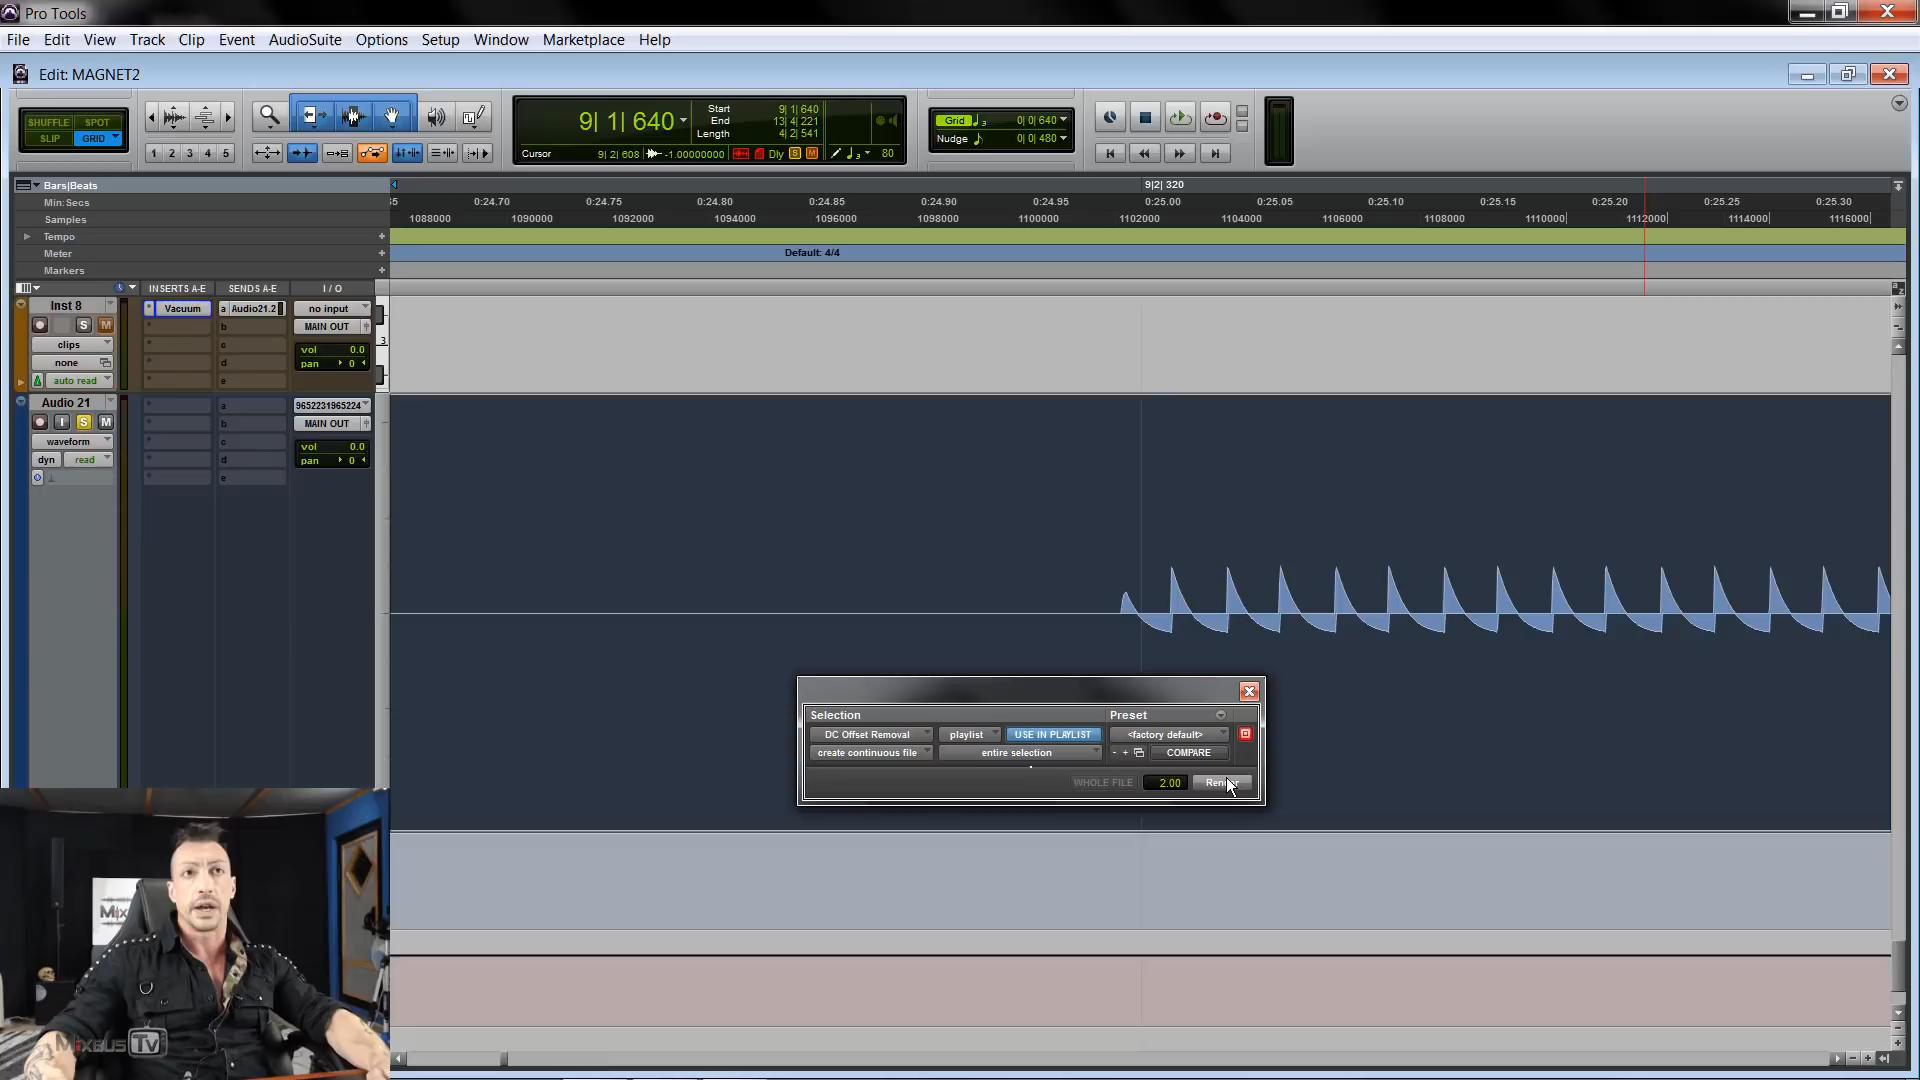 Pro Tools
File Edit View Track Clip Event AudioSuite Options Setup Window Marketplace Help
Edit: MAGNET2
SHUFFLE SPOT
SLIP GRID
1 2 3 4 5
9| 1| 640
Start 9| 1| 640
End 13| 4| 221
Length 4| 2| 541
Cursor 9| 2| 608 -1.00000000 Dly S M 80
Grid 0| 0| 640
Nudge 0| 0| 480
Bars|Beats 9|2| 320
Min:Secs 0:24.70 0:24.75 0:24.80 0:24.85 0:24.90 0:24.95 0:25.00 0:25.05 0:25.10 0:25.15 0:25.20 0:25.25 0:25.30
Samples 1088000 1090000 1092000 1094000 1096000 1098000 1100000 1102000 1104000 1106000 1108000 1110000 1112000 1114000 1116000
Tempo
Meter Default: 4/4
Markers
INSERTS A-E SENDS A-E I / O
Inst 8 Vacuum a Audio21.2 no input
S M b MAIN OUT
clips c vol 0.0
none d pan 0
auto read e
3
Audio 21 a 9652231965224
I S M b MAIN OUT
waveform c vol 0.0
dyn read d pan 0
e
Selection Preset
DC Offset Removal playlist USE IN PLAYLIST <factory default>
create continuous file entire selection - + COMPARE
WHOLE FILE 2.00
MIXBUS TV